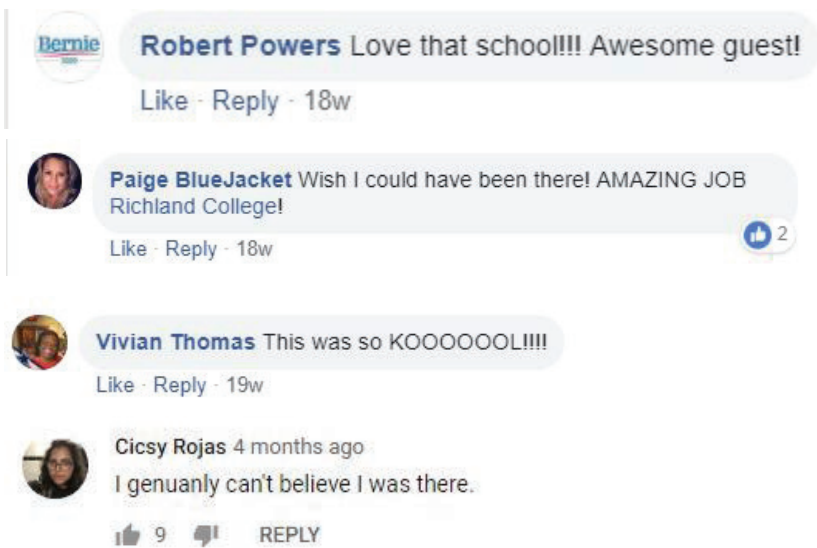 Bernie
Robert Powers Love that school!!! Awesome guest!
Like · Reply · 18w
Paige BlueJacket Wish I could have been there! AMAZING JOB
Richland College!
2
Like · Reply · 18w
Vivian Thomas This was so KOOOOOOL!!!!
Like · Reply · 19w
Cicsy Rojas 4 months ago
I genuanly can't believe I was there.
9 REPLY